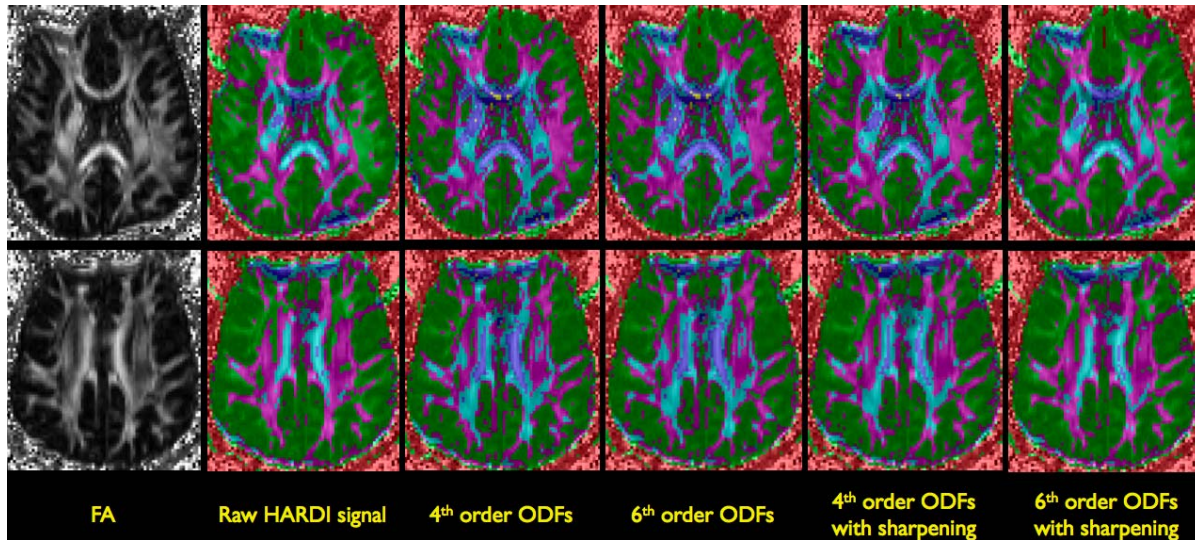 FA
Raw HARDI signal
4th order ODFs
6th order ODFs
4th order ODFs
with sharpening
6th order ODFs
with sharpening